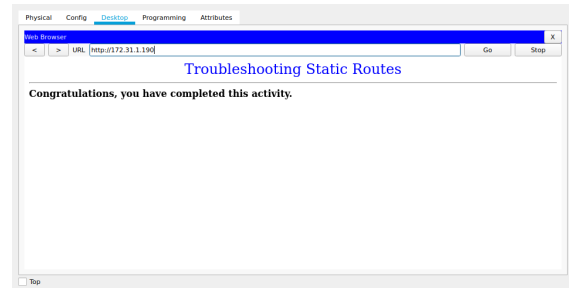 Physical Config Desktop Programming Attributes
Web Browser X
< > URL http://172.31.1.190 Go Stop
Troubleshooting Static Routes
Congratulations, you have completed this activity.
Top